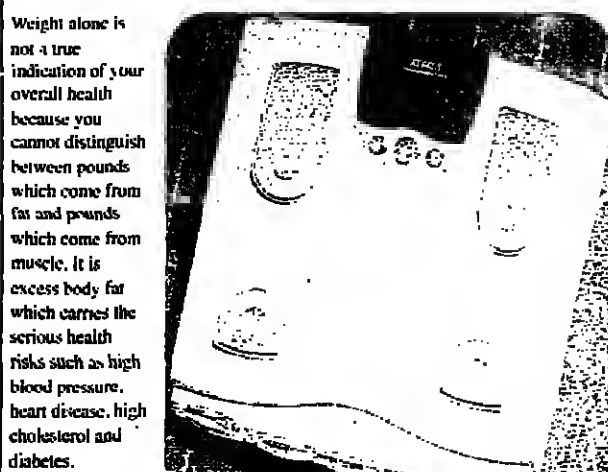 Weight alone is
not a true
indication of your
overall health
because you
cannot distinguish
between pounds
which come from
fat and pounds
which come from
muscle. It is
excess body fat
which carries the
serious health
risks such as high
blood pressure,
heart disease, high
cholesterol and
diabetes.